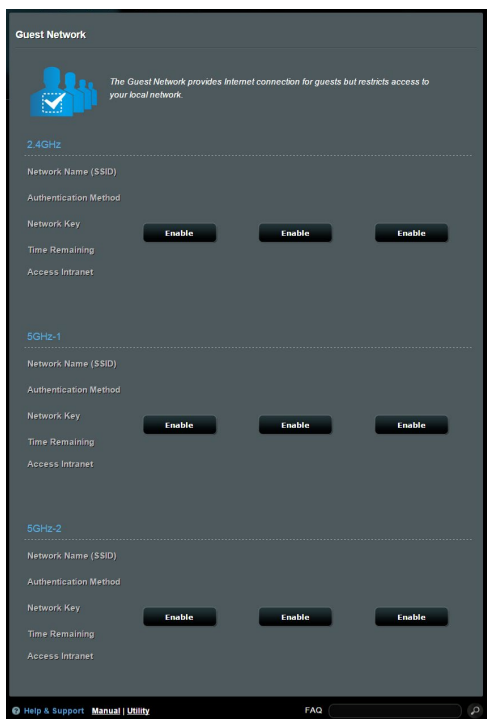 Guest Network
The Guest Network provides Internet connection for guests but restricts access to
your local network.
2.4GHz
Network Name (SSID)
Authentication Method
Network Key
Enable Enable Enable
Time Remaining
Access Intranet
5GHz-1
Network Name (SSID)
Authentication Method
Network Key
Enable Enable Enable
Time Remaining
Access Intranet
5GHz-2
Network Name (SSID)
Authentication Method
Network Key
Enable Enable Enable
Time Remaining
Access Intranet
? Help & Support Manual | Utility FAQ